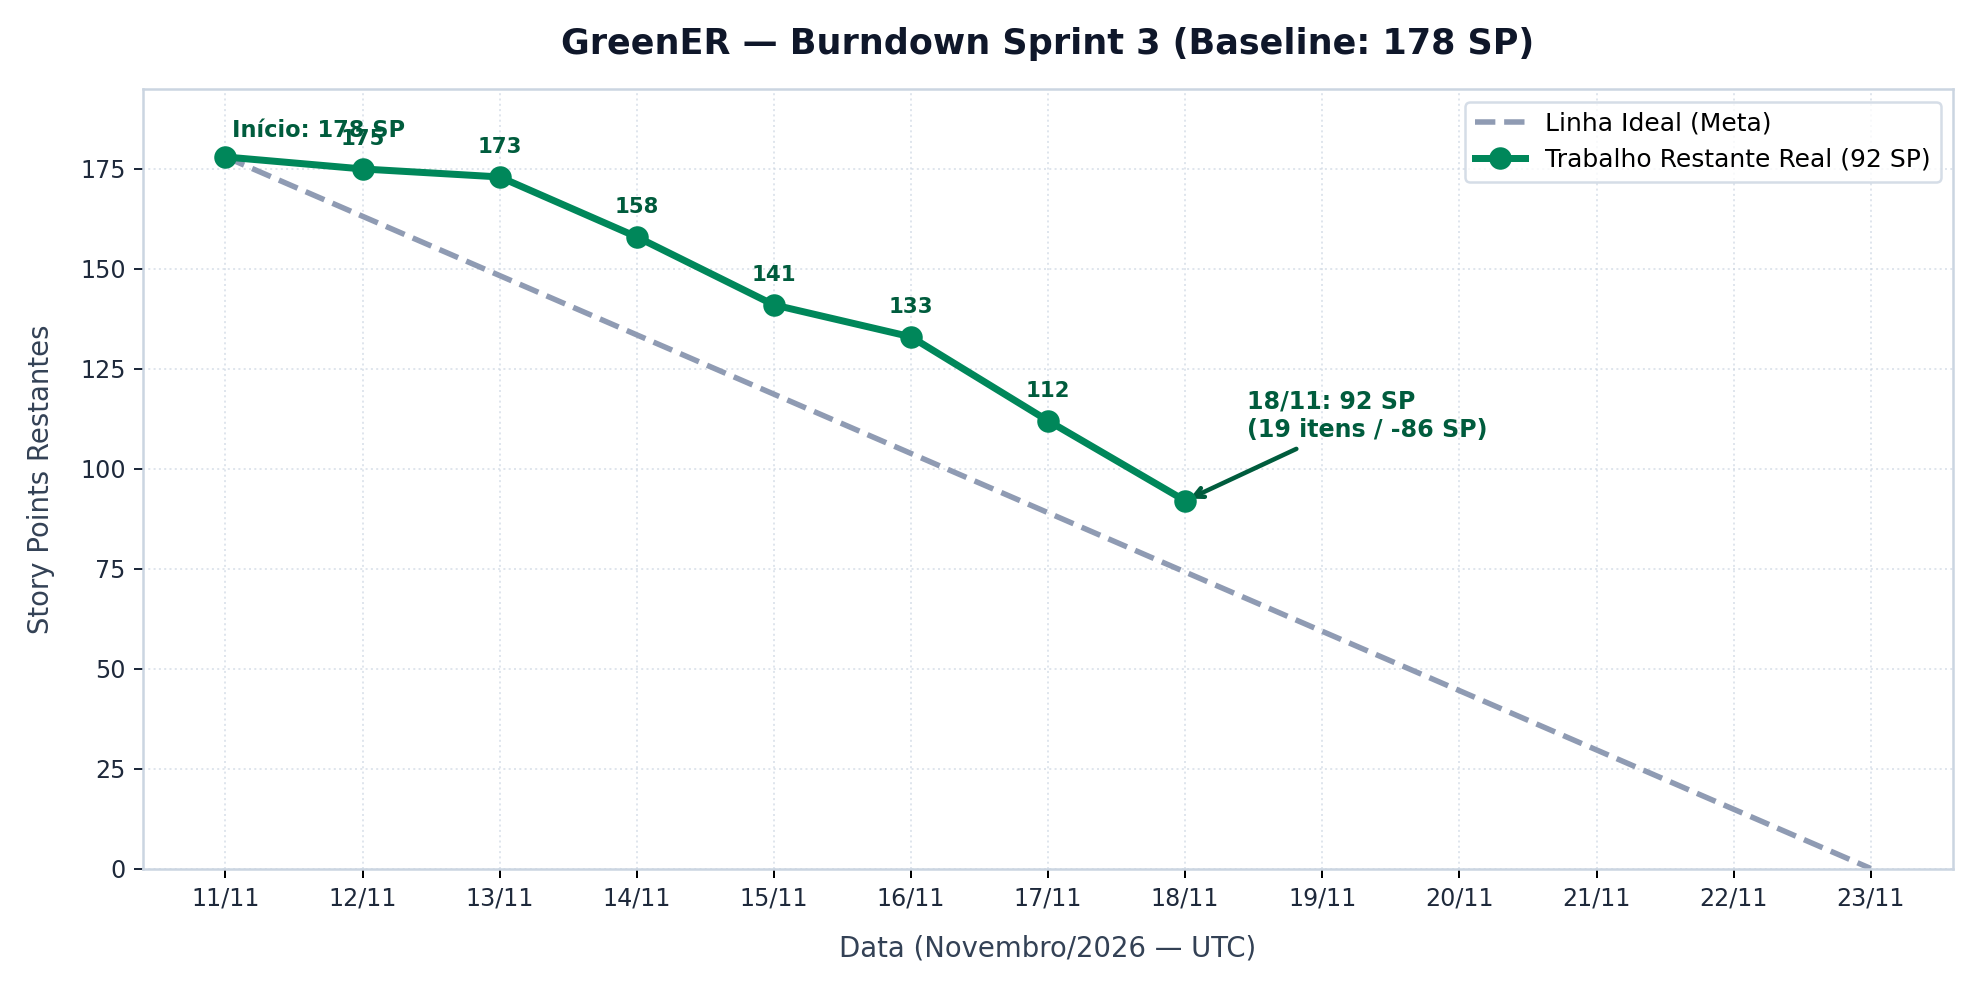 GreenER — Burndown Sprint 3 (Baseline: 178 SP)
Linha Ideal (Meta)
Trabalho Restante Real (92 SP)
Início: 178 SP
175
173
158
141
133
112
18/11: 92 SP
(19 itens / -86 SP)
Story Points Restantes
175
150
125
100
75
50
25
0
11/11 12/11 13/11 14/11 15/11 16/11 17/11 18/11 19/11 20/11 21/11 22/11 23/11
Data (Novembro/2026 — UTC)